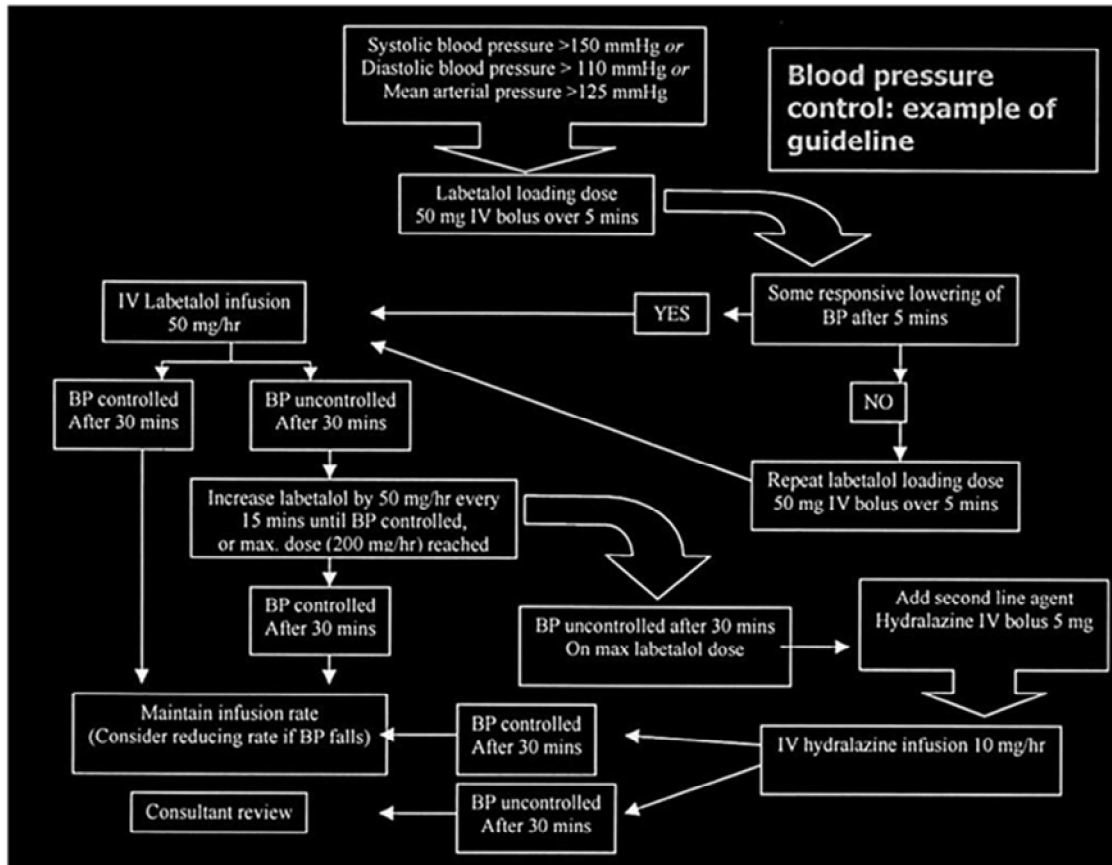 Systolic blood pressure >150 mmHg or
Diastolic blood pressure > 110 mmHg or
Mean arterial pressure >125 mmHg
Blood pressure
control: example of
guideline
Labetalol loading dose
50 mg IV bolus over 5 mins
Some responsive lowering of
BP after 5 mins
YES
IV Labetalol infusion
50 mg/hr
NO
BP controlled
After 30 mins
BP uncontrolled
After 30 mins
Repeat labetalol loading dose
50 mg IV bolus over 5 mins
Increase labetalol by 50 mg/hr every
15 mins until BP controlled,
or max. dose (200 mg/hr) reached
BP controlled
After 30 mins
BP uncontrolled after 30 mins
On max labetalol dose
Add second line agent
Hydralazine IV bolus 5 mg
IV hydralazine infusion 10 mg/hr
BP controlled
After 30 mins
Maintain infusion rate
(Consider reducing rate if BP falls)
BP uncontrolled
After 30 mins
Consultant review